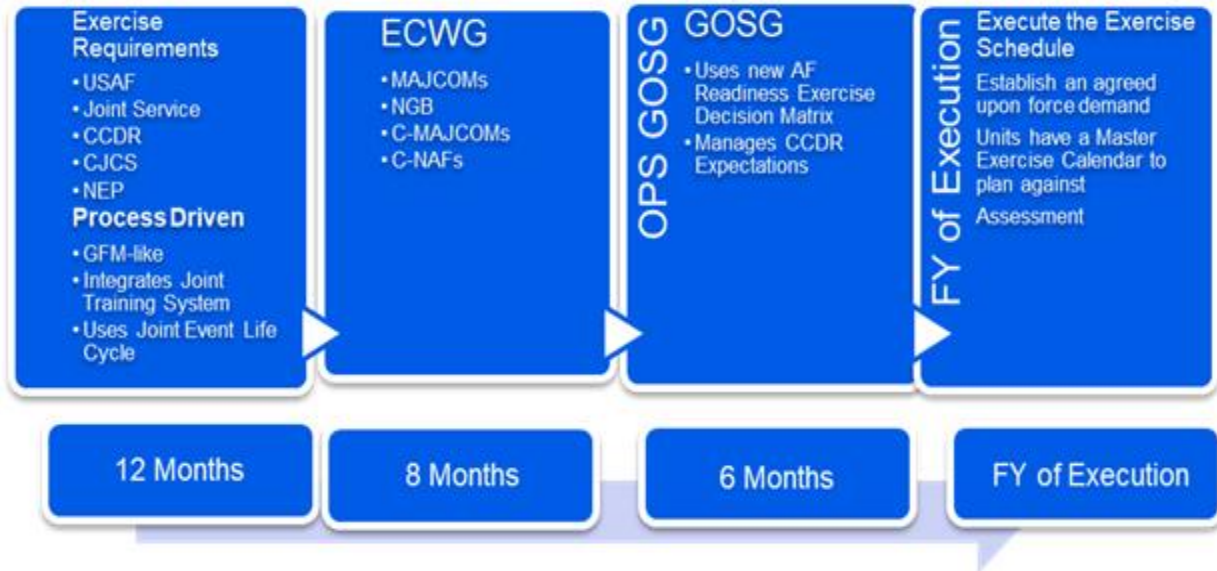 Exercise
Requirements
• USAF
• Joint Service
• CCDR
• CJCS
• NEP
Process Driven
• GFM-like
• Integrates Joint
Training System
• Uses Joint Event Life
Cycle
ECWG
• MAJCOMs
• NGB
• C-MAJCOMs
• C-NAFs
OPS GOSG
GOSG
• Uses new AF
Readiness Exercise
Decision Matrix
• Manages CCDR
Expectations
FY of Execution
Execute the Exercise
Schedule
Establish an agreed
upon force demand
Units have a Master
Exercise Calendar to
plan against
Assessment
12 Months
8 Months
6 Months
FY of Execution